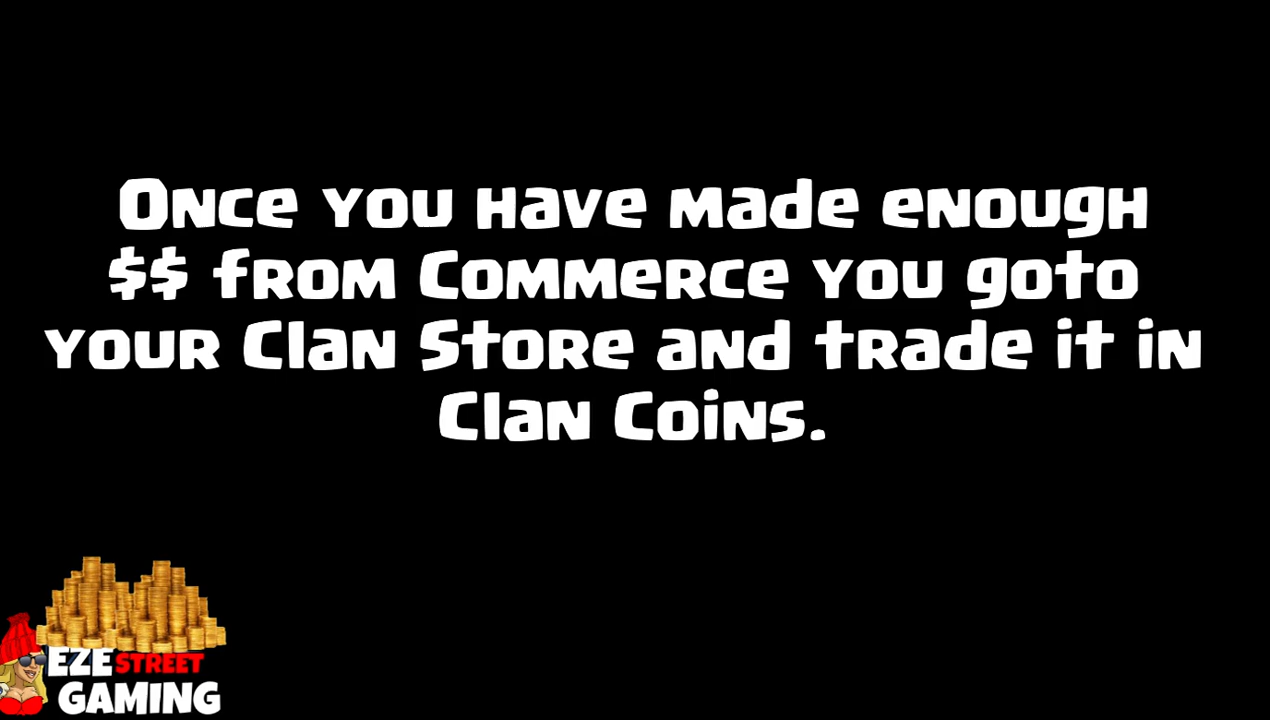 Once you have made enough
$$ from Commerce you goto
your Clan Store and trade it in
Clan Coins.
EZE STREET
GAMING